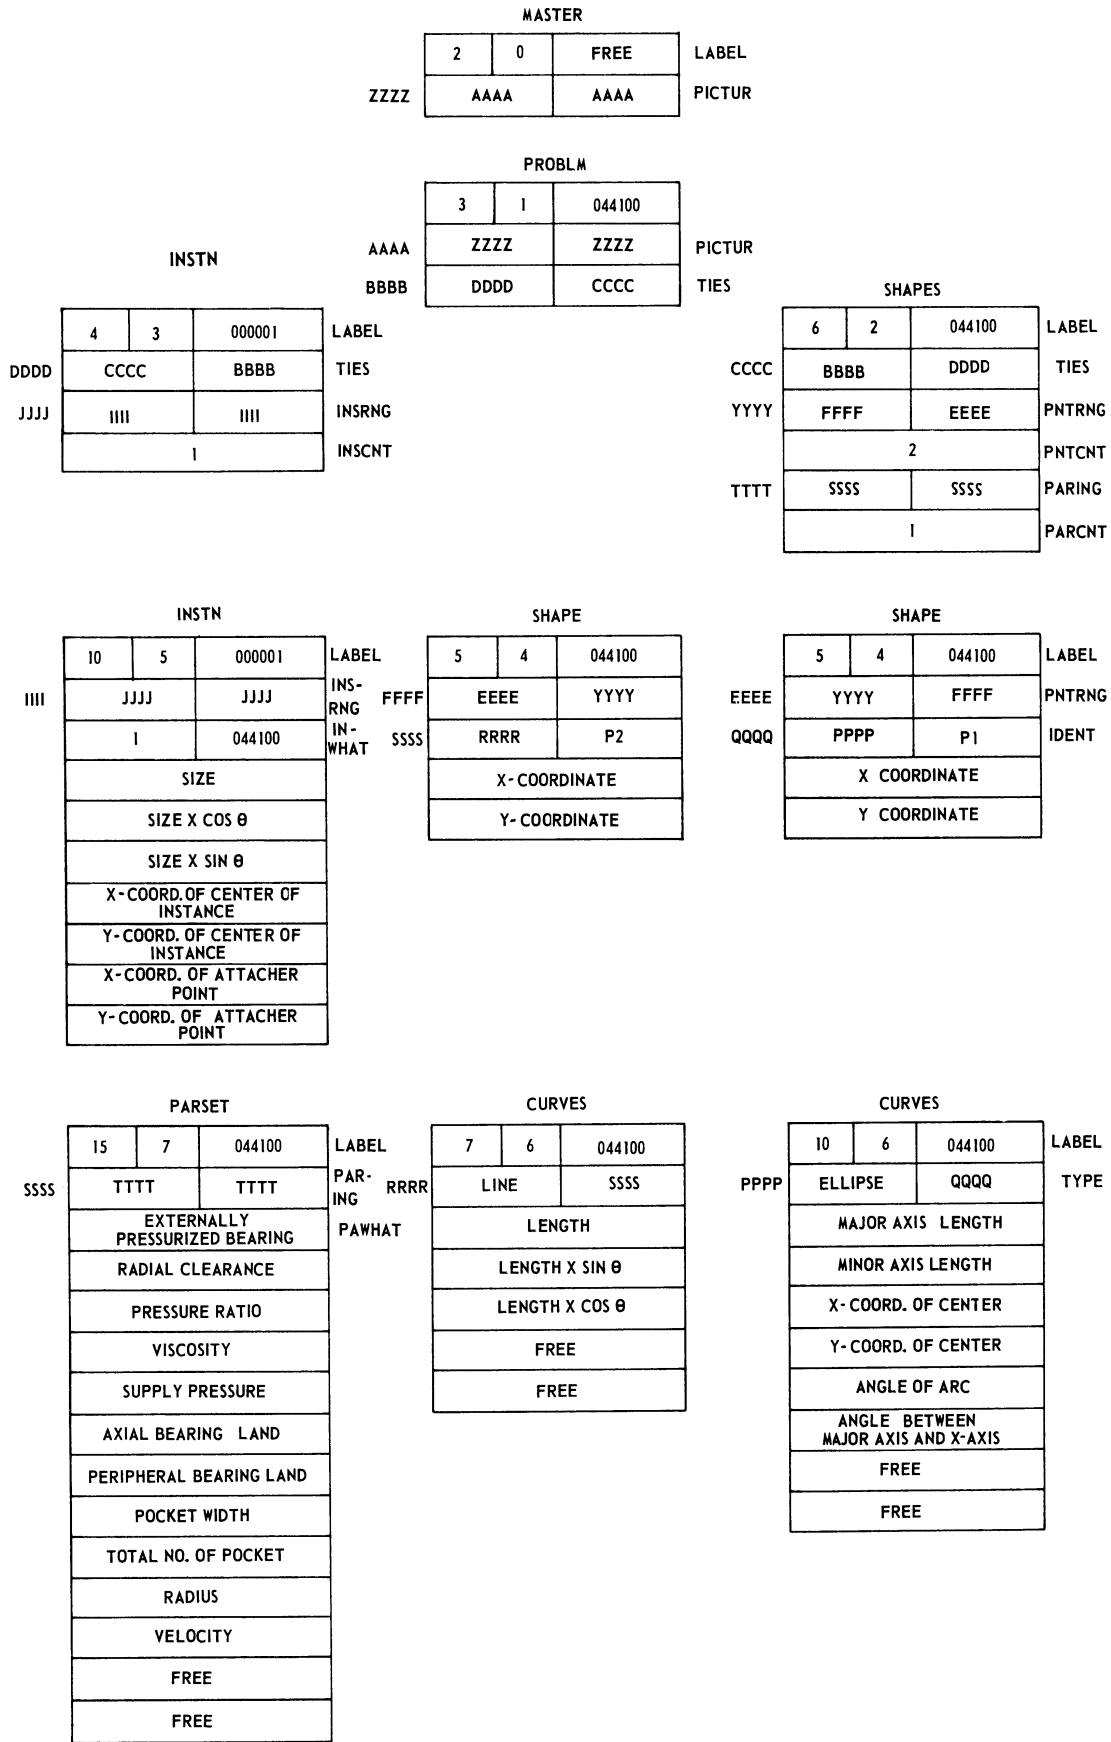 MASTER
2 0 FREE LABEL
ZZZZ AAAA AAAA PICTUR
PROBLM
3 1 044100
AAAA ZZZZ ZZZZ PICTUR
BBBB DDDD CCCC TIES
INSTN
4 3 000001 LABEL
DDDD CCCC BBBB TIES
JJJJ IIII IIII INSRNG
1 INSCNT
SHAPES
6 2 044100 LABEL
CCCC BBBB DDDD TIES
YYYY FFFF EEEE PNTRNG
2 PNTCNT
TTTT SSSS SSSS PARING
1 PARCNT
INSTN
10 5 000001 LABEL
IIII JJJJ JJJJ INS-
RNG
1 044100 IN-
WHAT
SIZE
SIZE X COS θ
SIZE X SIN θ
X-COORD. OF CENTER OF
INSTANCE
Y-COORD. OF CENTER OF
INSTANCE
X-COORD. OF ATTACHER
POINT
Y-COORD. OF ATTACHER
POINT
SHAPE
5 4 044100
FFFF EEEE YYYY
SSSS RRRR P2
X-COORDINATE
Y-COORDINATE
SHAPE
5 4 044100 LABEL
EEEE YYYY FFFF PNTRNG
QQQQ PPPP P1 IDENT
X COORDINATE
Y COORDINATE
PARSET
15 7 044100 LABEL
SSSS TTTT TTTT PAR-
ING
EXTERNALLY
PRESSURIZED BEARING PAWHAT
RADIAL CLEARANCE
PRESSURE RATIO
VISCOSITY
SUPPLY PRESSURE
AXIAL BEARING LAND
PERIPHERAL BEARING LAND
POCKET WIDTH
TOTAL NO. OF POCKET
RADIUS
VELOCITY
FREE
FREE
CURVES
7 6 044100
RRRR LINE SSSS
LENGTH
LENGTH X SIN θ
LENGTH X COS θ
FREE
FREE
CURVES
10 6 044100 LABEL
PPPP ELLIPSE QQQQ TYPE
MAJOR AXIS LENGTH
MINOR AXIS LENGTH
X-COORD. OF CENTER
Y-COORD. OF CENTER
ANGLE OF ARC
ANGLE BETWEEN
MAJOR AXIS AND X-AXIS
FREE
FREE